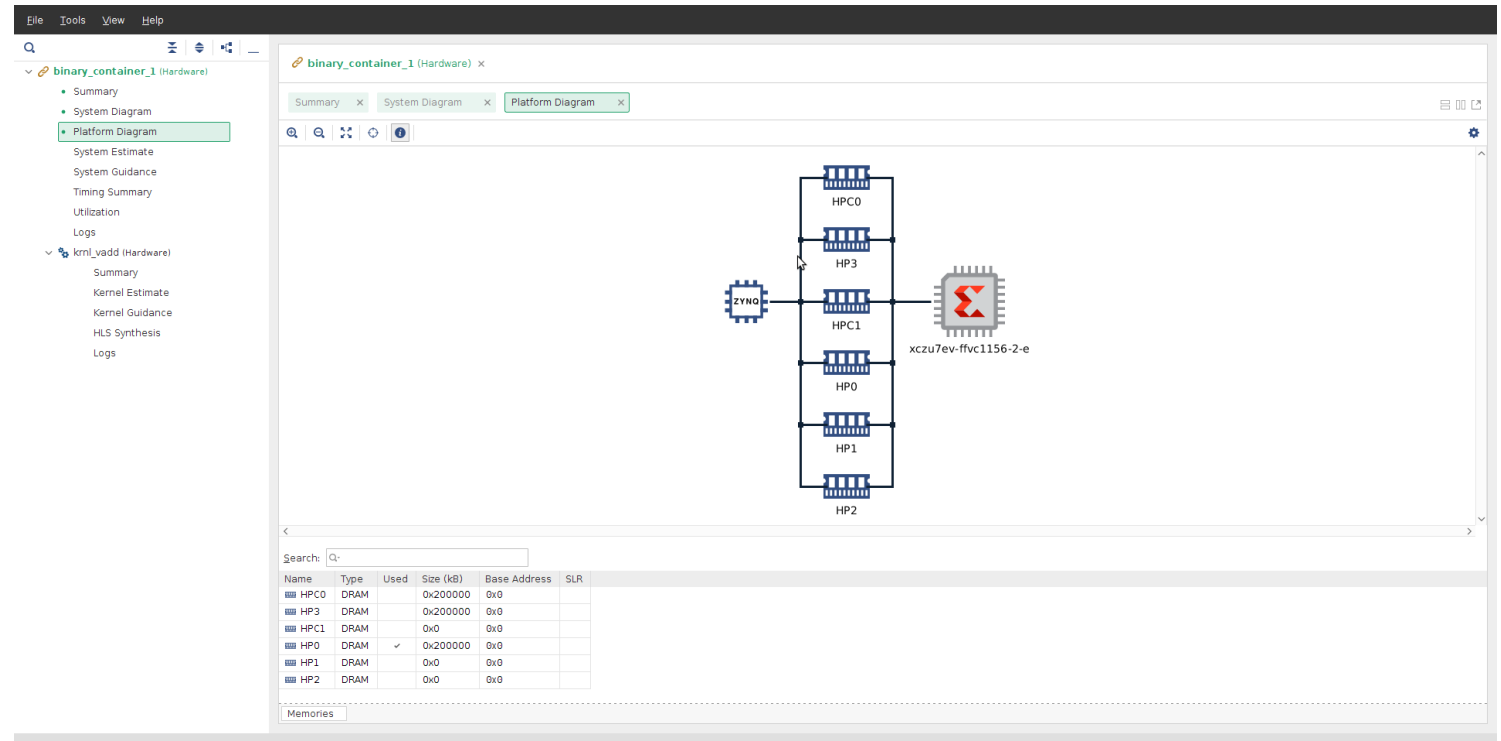 File Tools View Help
binary_container_1 (Hardware)
Summary
System Diagram
Platform Diagram
System Estimate
System Guidance
Timing Summary
Utilization
Logs
krnl_vadd (Hardware)
Summary
Kernel Estimate
Kernel Guidance
HLS Synthesis
Logs
binary_container_1 (Hardware) ×
Summary × System Diagram × Platform Diagram ×
HPC0
HP3
ZYNQ
HPC1
xczu7ev-ffvc1156-2-e
HP0
HP1
HP2
Search:
Name Type Used Size (kB) Base Address SLR
HPC0 DRAM 0x200000 0x0
HP3 DRAM 0x200000 0x0
HPC1 DRAM 0x0 0x0
HP0 DRAM ✓ 0x200000 0x0
HP1 DRAM 0x0 0x0
HP2 DRAM 0x0 0x0
Memories